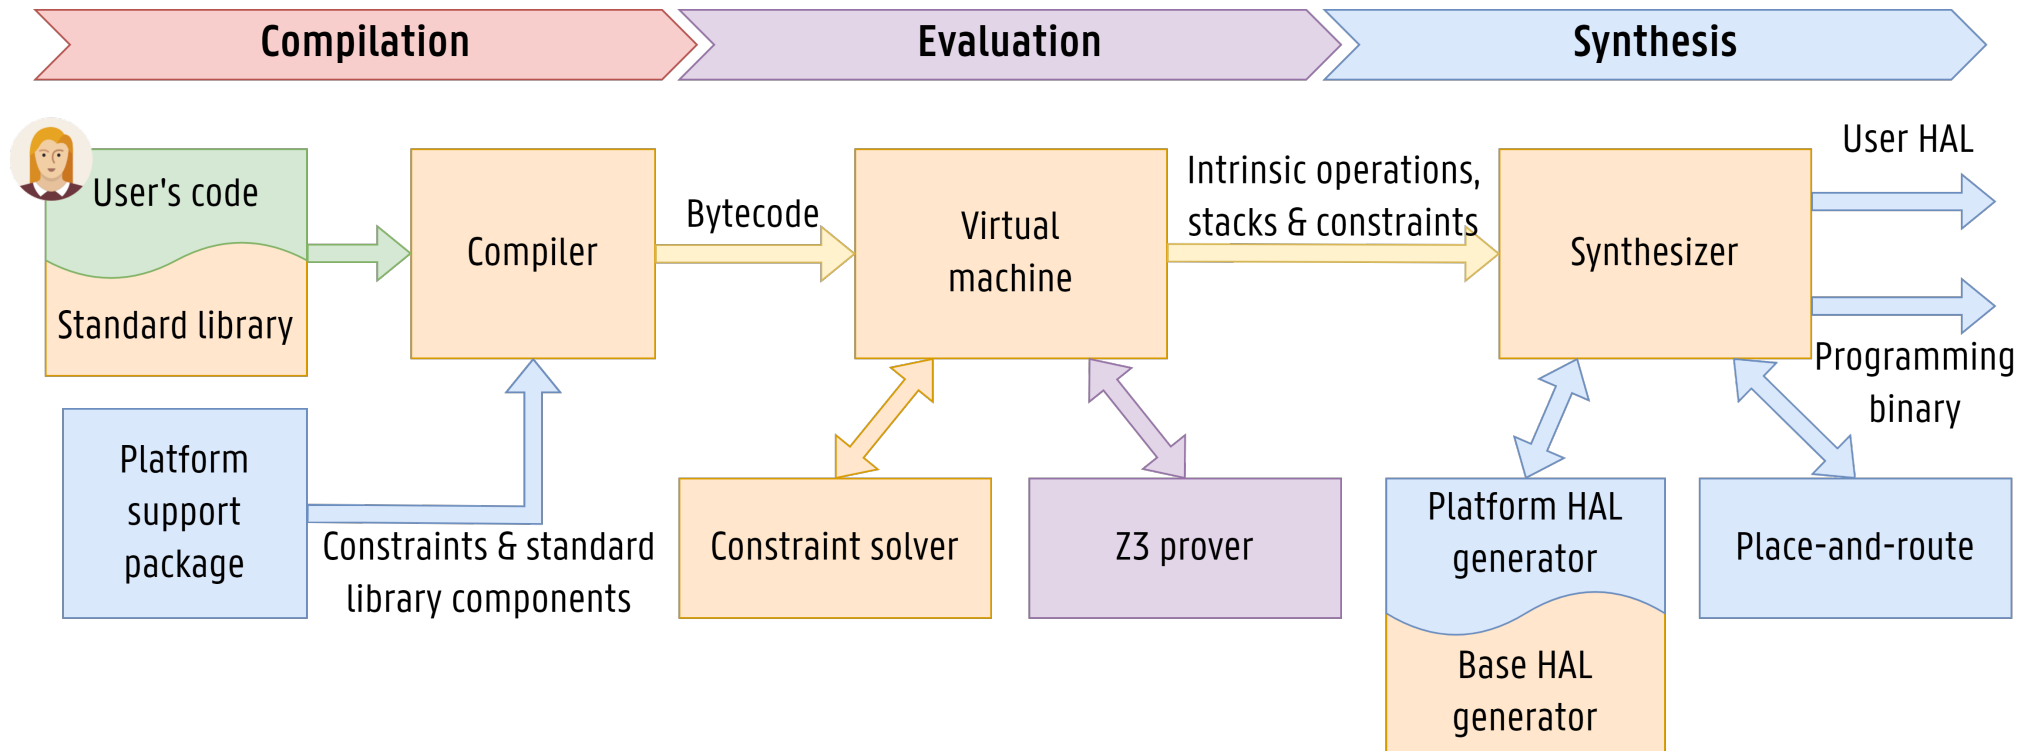 Compilation
Evaluation
Synthesis
User's code
Standard library
Compiler
Bytecode
Virtual
machine
Intrinsic operations,
stacks & constraints
Synthesizer
User HAL
Programming
binary
Platform
support
package
Constraints & standard
library components
Constraint solver
Z3 prover
Platform HAL
generator
Base HAL
generator
Place-and-route